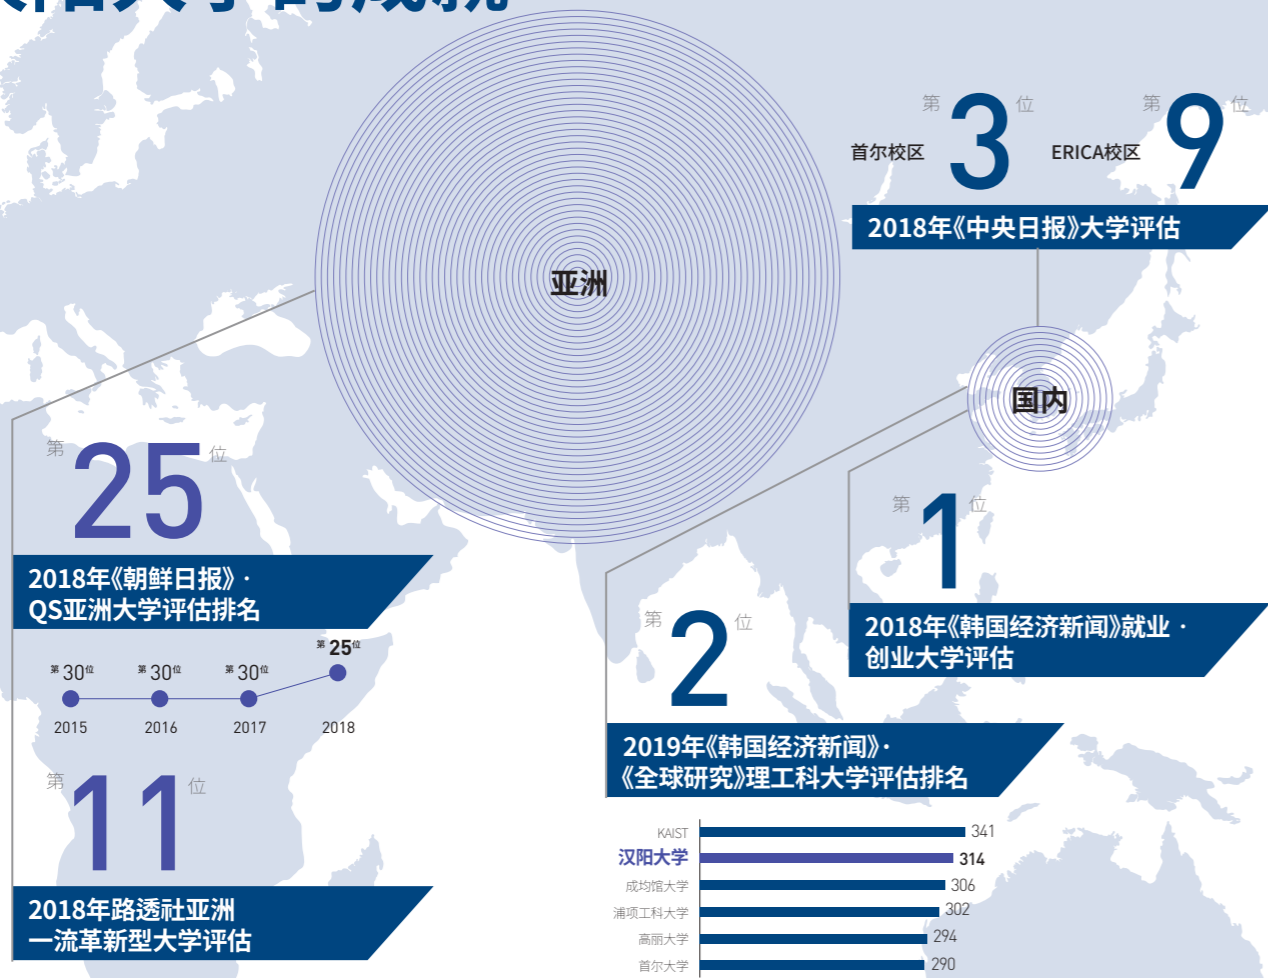 第 3 位
首尔校区
第 9 位
ERICA校区
2018年《中央日报》大学评估
亚洲
国内
第 25 位
2018年《朝鲜日报》·
QS亚洲大学评估排名
第30位 第30位 第30位 第25位
2015 2016 2017 2018
第 11 位
2018年路透社亚洲
一流革新型大学评估
第 1 位
2018年《韩国经济新闻》就业 ·
创业大学评估
第 2 位
2019年《韩国经济新闻》·
《全球研究》理工科大学评估排名
KAIST 341
汉阳大学 314
成均馆大学 306
浦项工科大学 302
高丽大学 294
首尔大学 290